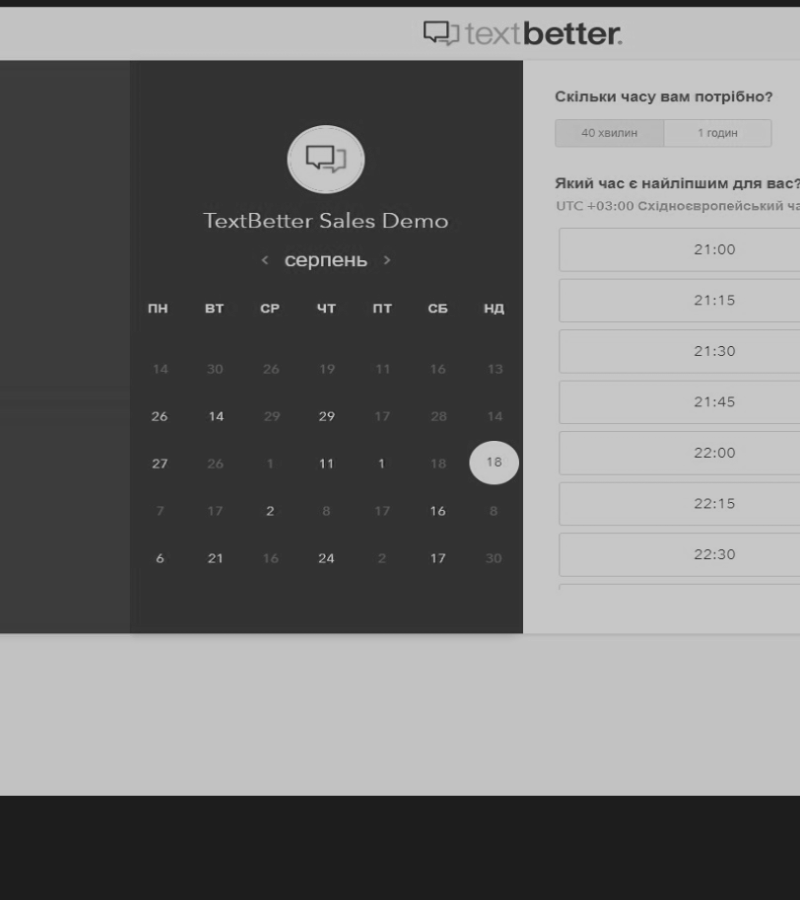 textbetter.
TextBetter Sales Demo
< серпень >
ПН ВТ СР ЧТ ПТ СБ НД
14 30 26 19 11 16 13
26 14 29 29 17 28 14
27 26 1 11 1 18 18
7 17 2 8 17 16 8
6 21 16 24 2 17 30
Скільки часу вам потрібно?
40 хвилин 1 годин
Який час є найліпшим для вас?
UTC +03:00 Східноєвропейський ча
21:00
21:15
21:30
21:45
22:00
22:15
22:30